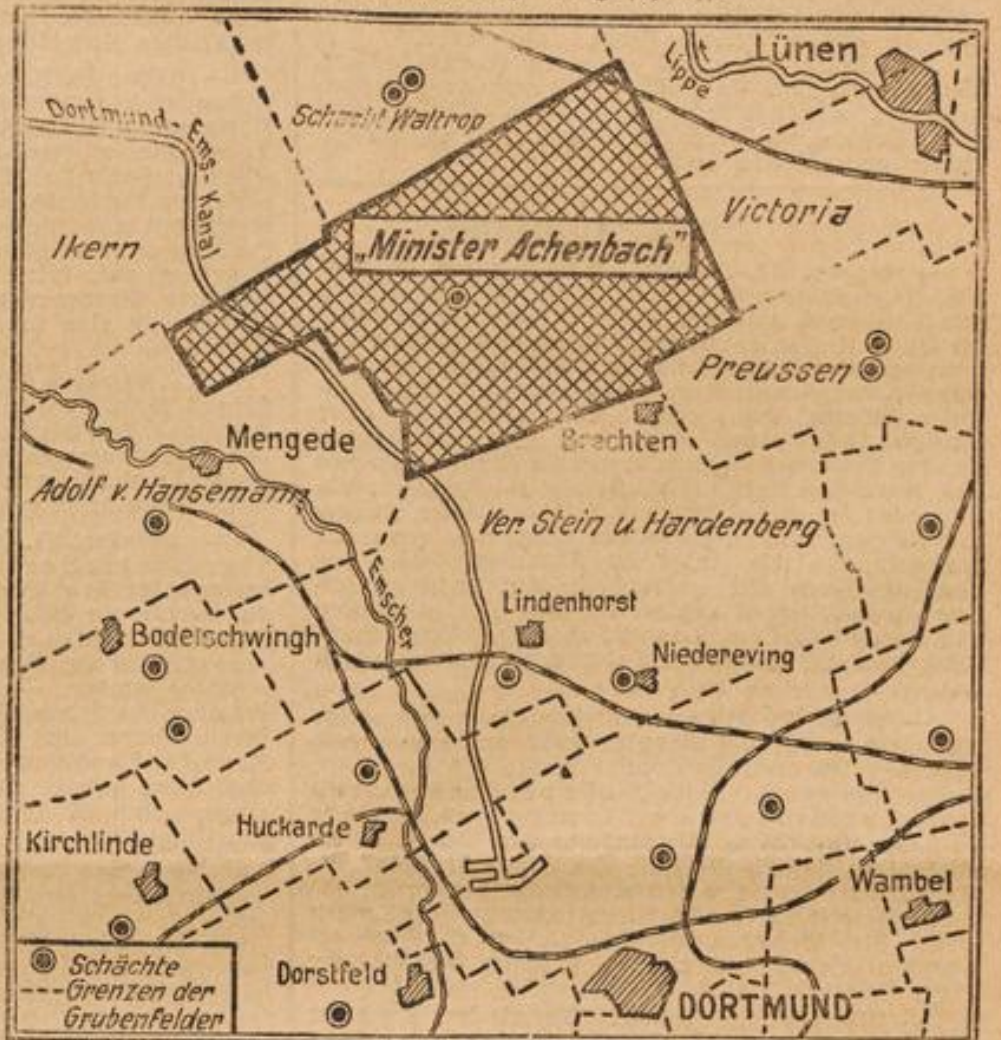 Lünen
Lippe
Schacht Waltrop
Dortmund-Ems-Kanal
Victoria
Ikern
„Minister Achenbach”
Preussen
Brechten
Mengede
Adolf v. Hansemann
Ver. Stein u. Hardenberg
Emscher
Lindenhorst
Bodelschwingh
Niedereving
Huckarde
Kirchlinde
Wambel
Schächte
Grenzen der
Grubenfelder
Dorstfeld
DORTMUND